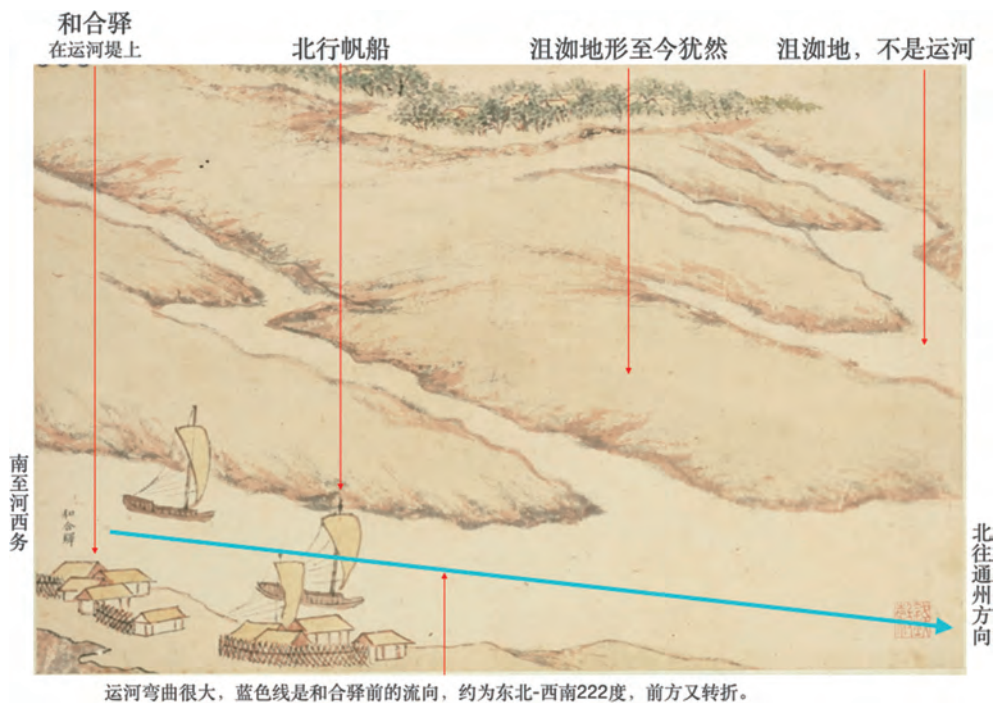 和合驿
在运河堤上
北行帆船
沮洳地形至今犹然
沮洳地，不是运河
南至河西务
和合驛
北往通州方向
运河弯曲很大，蓝色线是和合驿前的流向，约为东北-西南222度，前方又转折。